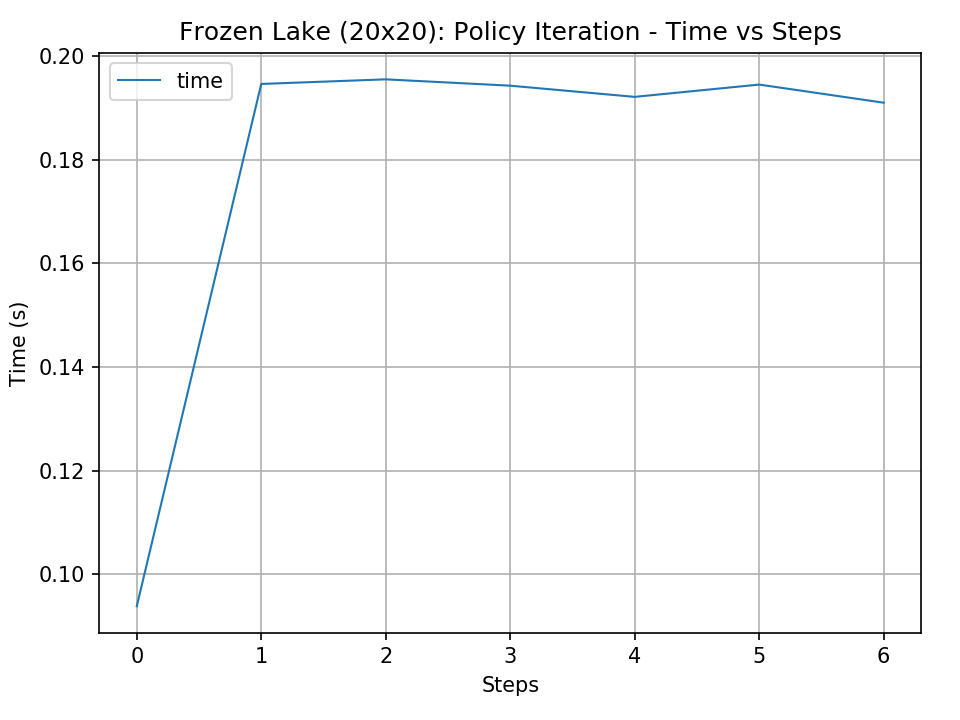 Frozen Lake (20x20): Policy Iteration - Time vs Steps
time
Time (s)
0.20
0.18
0.16
0.14
0.12
0.10
0 1 2 3 4 5 6
Steps